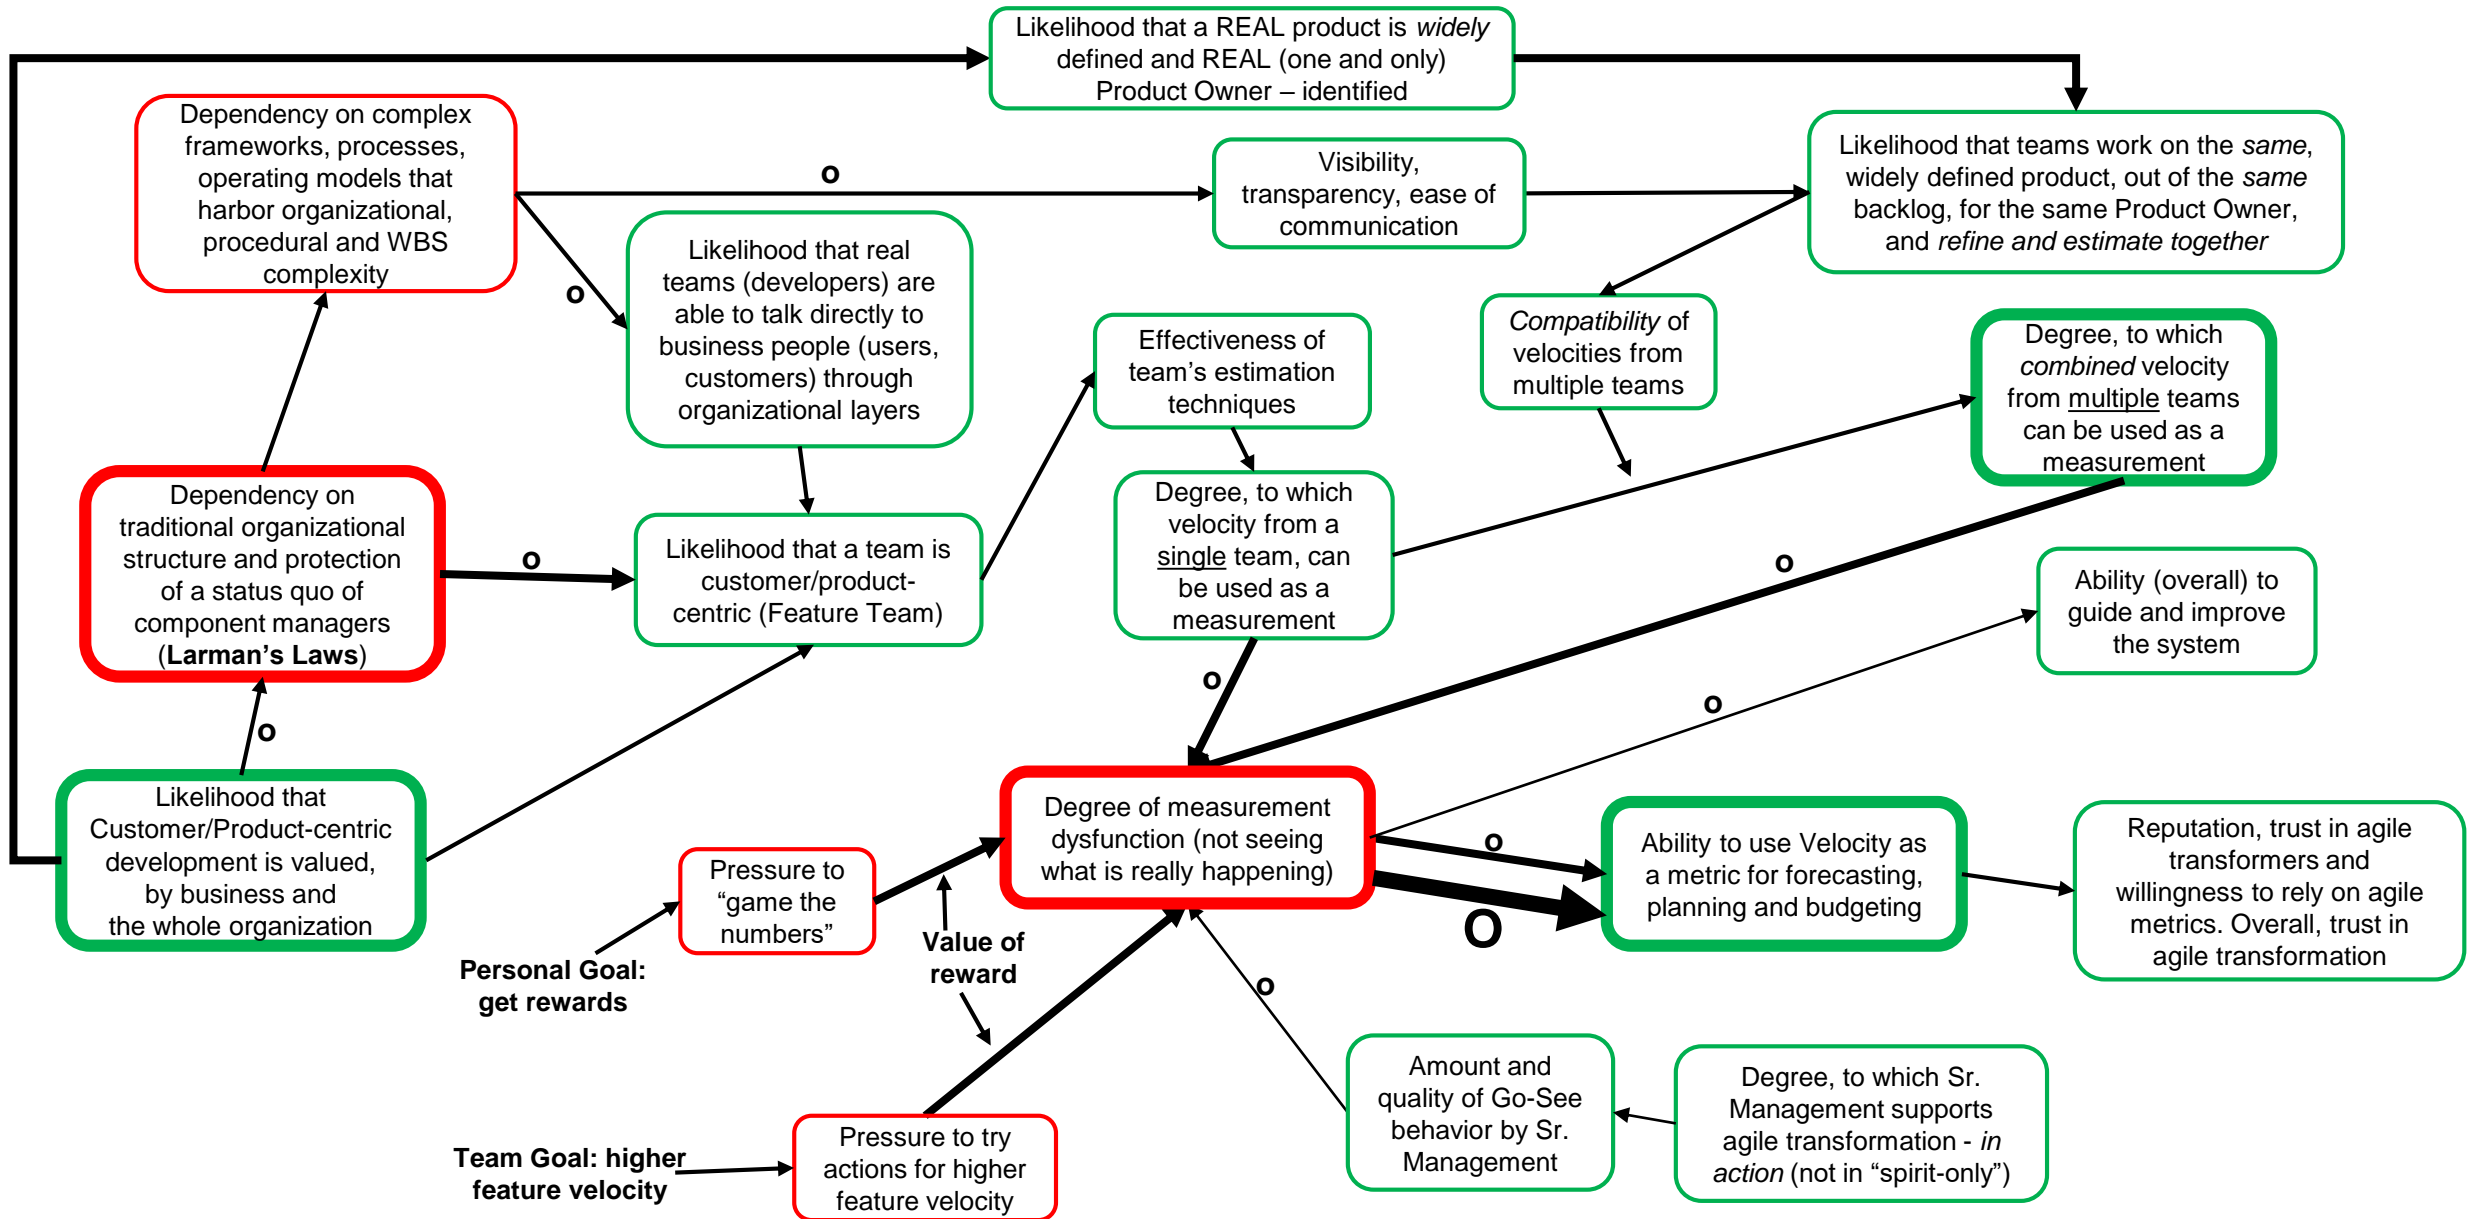 Likelihood that a REAL product is widely
defined and REAL (one and only)
Product Owner – identified
Dependency on complex
frameworks, processes,
operating models that
harbor organizational,
procedural and WBS
complexity
o
Visibility,
transparency, ease of
communication
Likelihood that teams work on the same,
widely defined product, out of the same
backlog, for the same Product Owner,
and refine and estimate together
o
Likelihood that real
teams (developers) are
able to talk directly to
business people (users,
customers) through
organizational layers
Effectiveness of
team’s estimation
techniques
Compatibility of
velocities from
multiple teams
Degree, to which
combined velocity
from multiple teams
can be used as a
measurement
Dependency on
traditional organizational
structure and protection
of a status quo of
component managers
(Larman’s Laws)
o
Likelihood that a team is
customer/product-
centric (Feature Team)
Degree, to which
velocity from a
single team, can
be used as a
measurement
o
Ability (overall) to
guide and improve
the system
o
o
o
Likelihood that
Customer/Product-centric
development is valued,
by business and
the whole organization
Degree of measurement
dysfunction (not seeing
what is really happening)
o
O
Ability to use Velocity as
a metric for forecasting,
planning and budgeting
Reputation, trust in agile
transformers and
willingness to rely on agile
metrics. Overall, trust in
agile transformation
Pressure to
“game the
numbers”
Value of
reward
Personal Goal:
get rewards
o
Amount and
quality of Go-See
behavior by Sr.
Management
Degree, to which Sr.
Management supports
agile transformation - in
action (not in “spirit-only”)
Team Goal: higher
feature velocity
Pressure to try
actions for higher
feature velocity